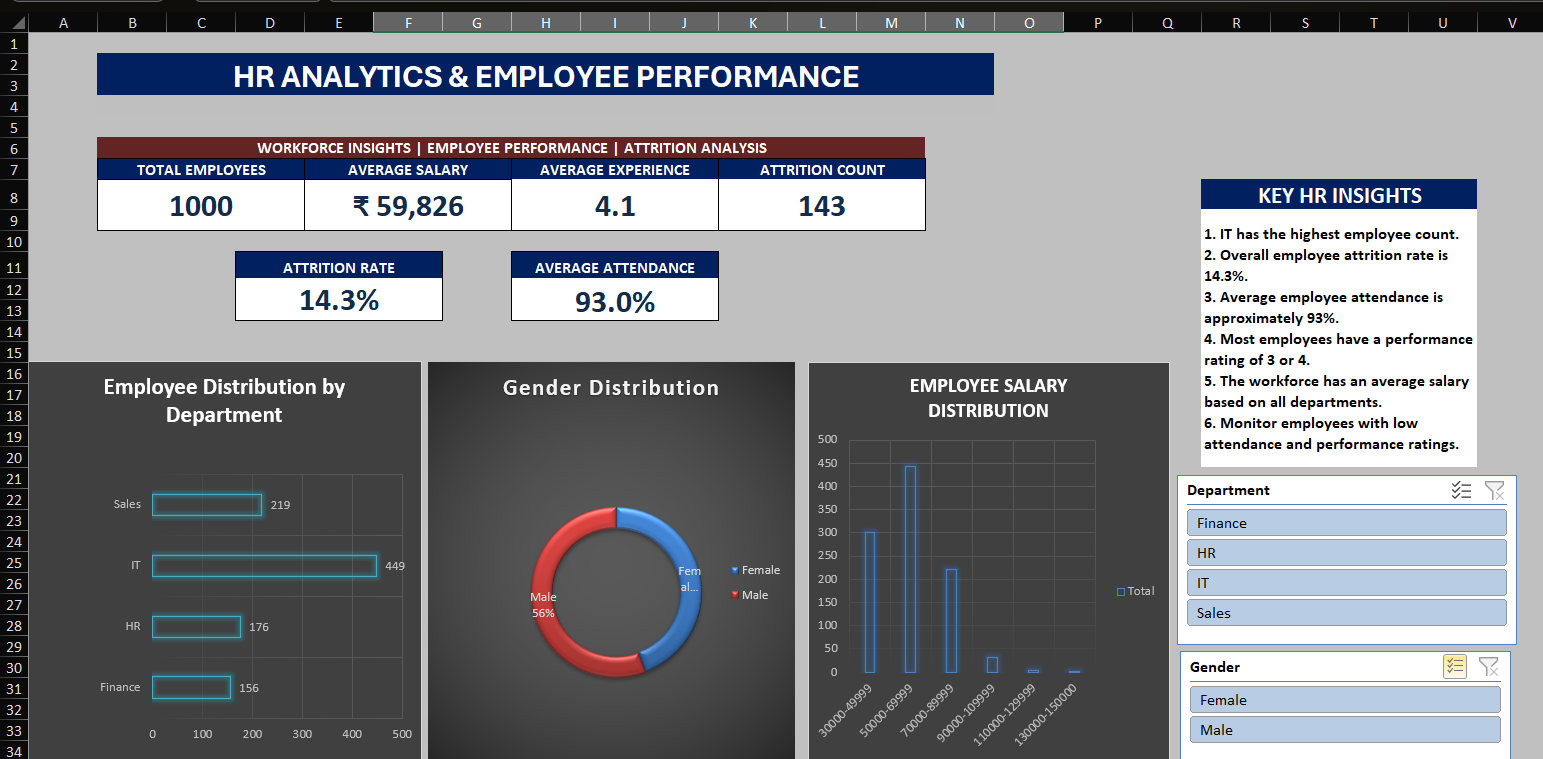 A B C D E F G H I J K L M N O P Q R S T U V
1
2
3
4
5
6
7
8
9
10
11
12
13
14
15
16
17
18
19
20
21
22
23
24
25
26
27
28
29
30
31
32
33
34
HR ANALYTICS & EMPLOYEE PERFORMANCE
WORKFORCE INSIGHTS | EMPLOYEE PERFORMANCE | ATTRITION ANALYSIS
TOTAL EMPLOYEES AVERAGE SALARY AVERAGE EXPERIENCE ATTRITION COUNT
1000 ₹ 59,826 4.1 143
ATTRITION RATE AVERAGE ATTENDANCE
14.3% 93.0%
KEY HR INSIGHTS
1. IT has the highest employee count.
2. Overall employee attrition rate is
14.3%.
3. Average employee attendance is
approximately 93%.
4. Most employees have a performance
rating of 3 or 4.
5. The workforce has an average salary
based on all departments.
6. Monitor employees with low
attendance and performance ratings.
Employee Distribution by
Department
Sales 219
IT 449
HR 176
Finance 156
0 100 200 300 400 500
Gender Distribution
Fem
al...
Male
56%
Female
Male
EMPLOYEE SALARY
DISTRIBUTION
500
450
400
350
300
250
200
150
100
50
0
30000-49999
50000-69999
70000-89999
90000-109999
110000-129999
130000-150000
Total
Department
Finance
HR
IT
Sales
Gender
Female
Male